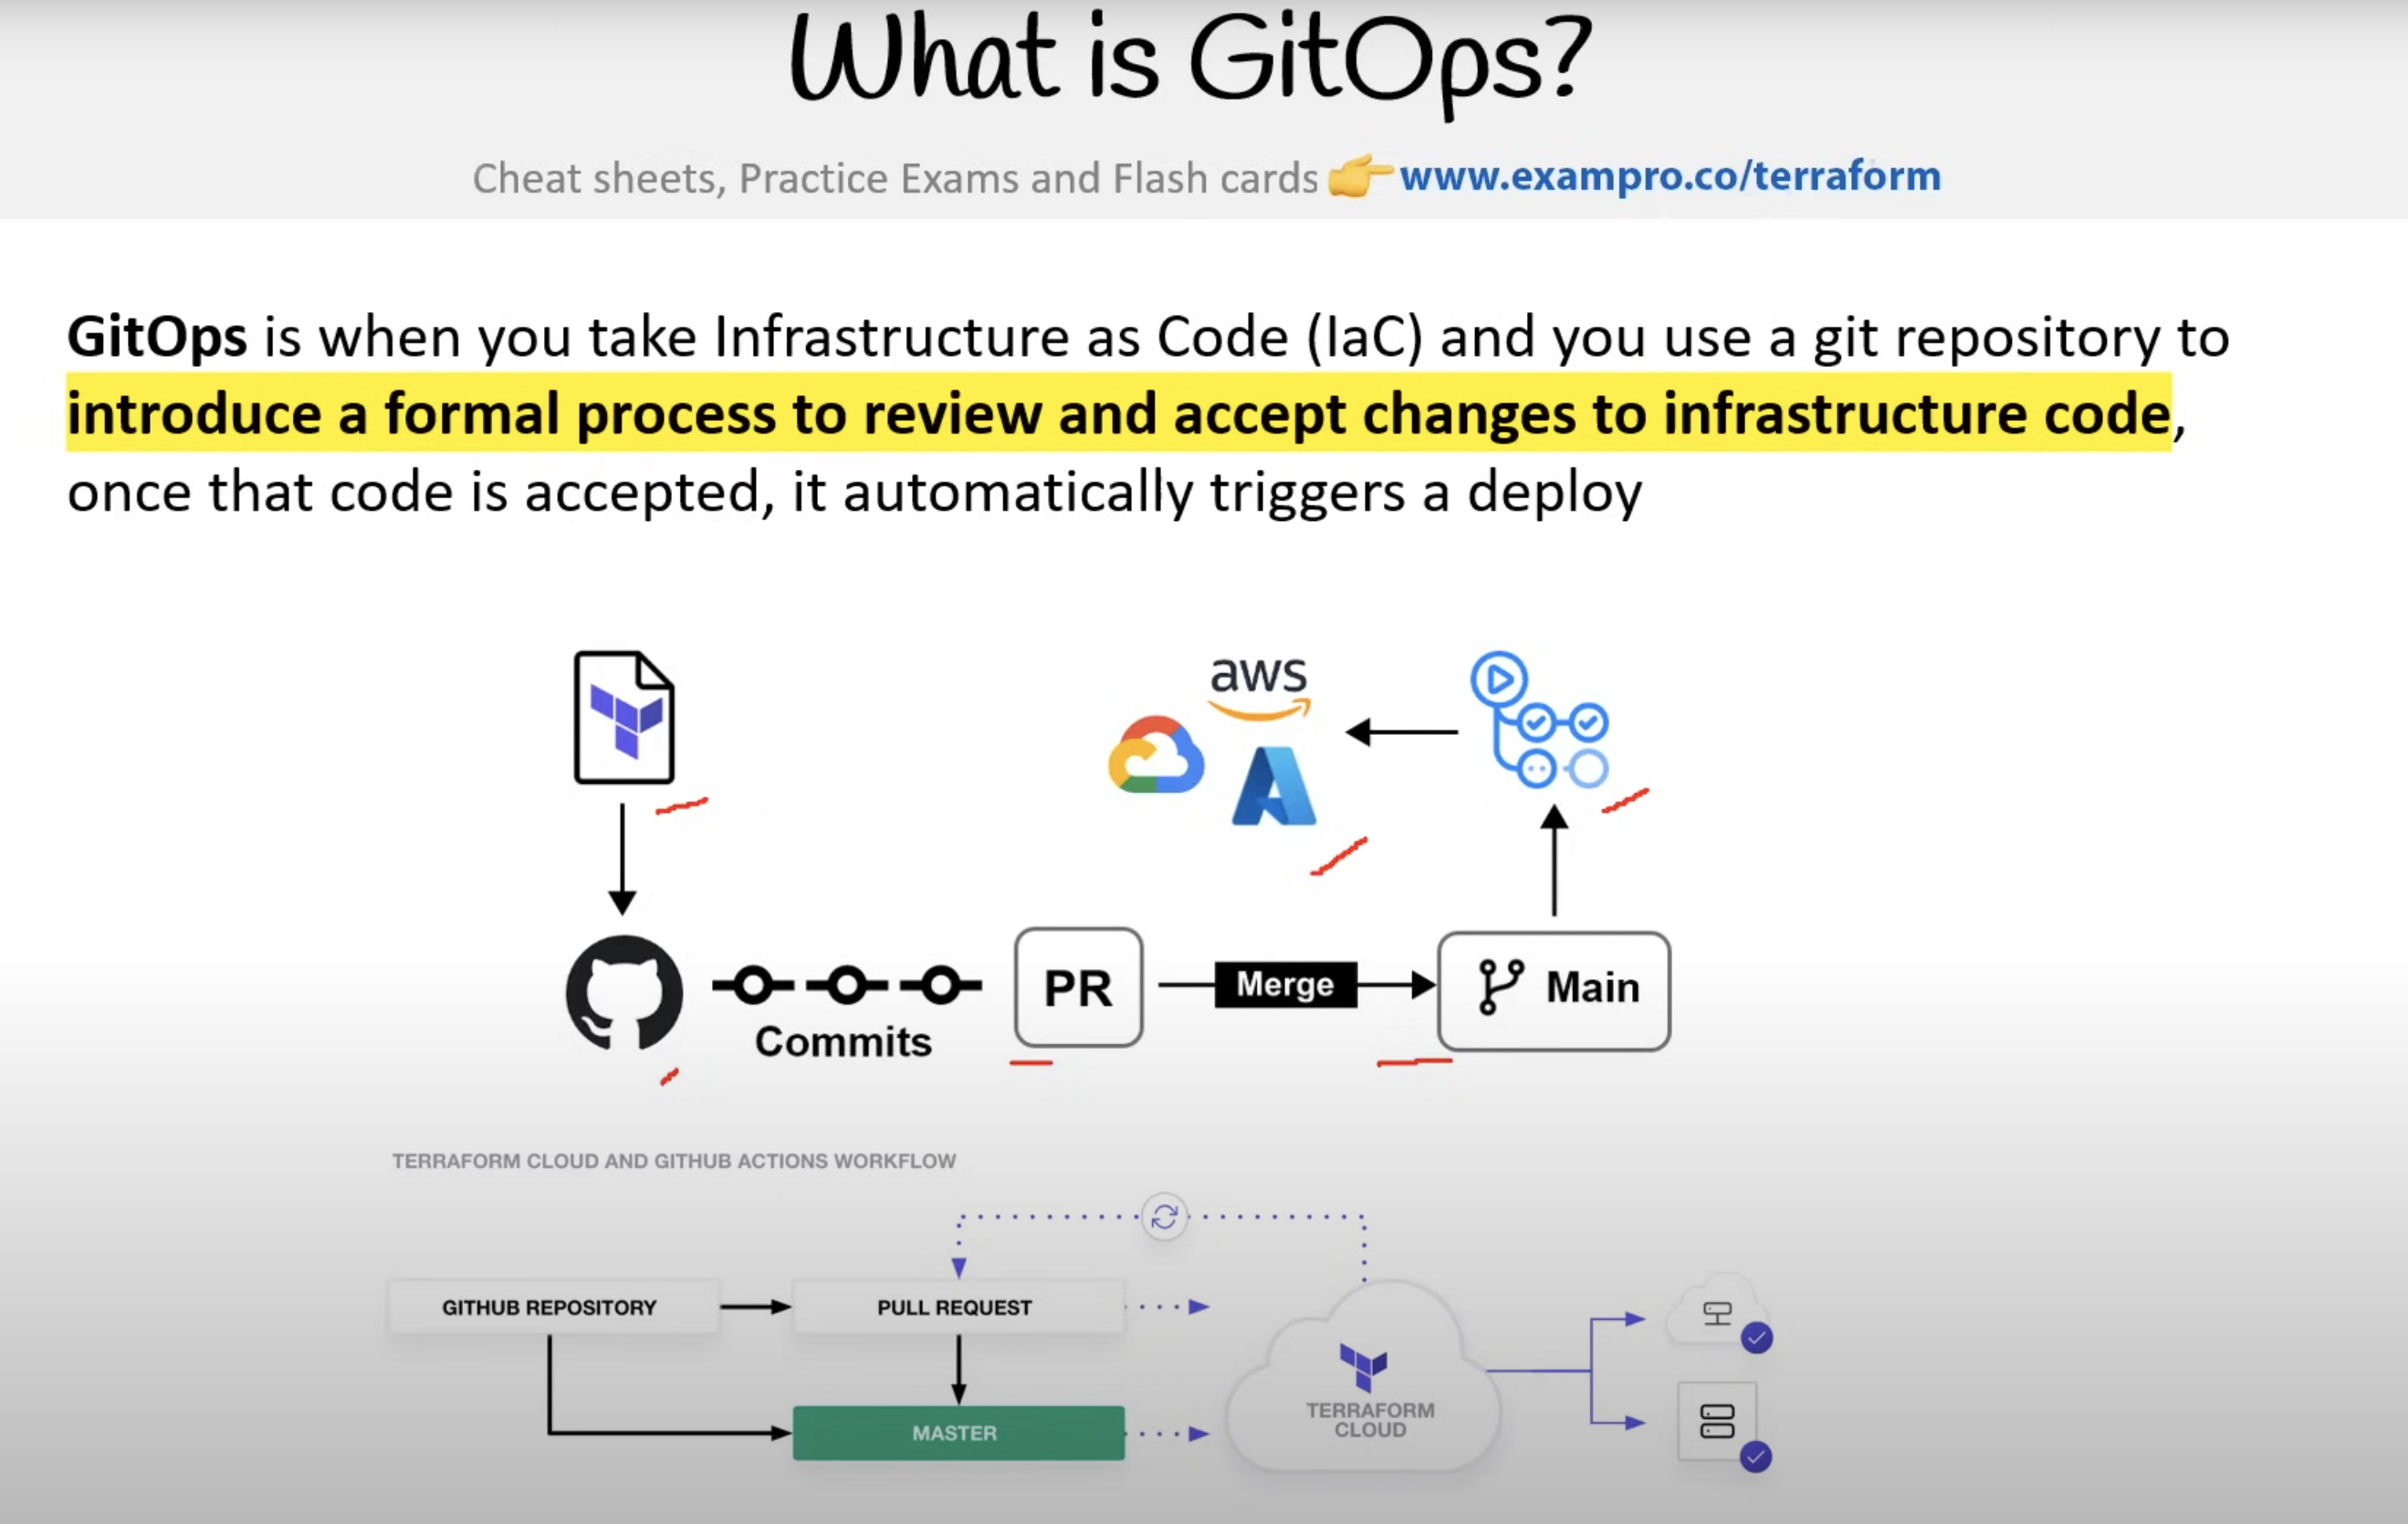 What is GitOps?
Cheat sheets, Practice Exams and Flash cards 👉 www.exampro.co/terraform
GitOps is when you take Infrastructure as Code (IaC) and you use a git repository to
introduce a formal process to review and accept changes to infrastructure code,
once that code is accepted, it automatically triggers a deploy
aws
PR
Merge
Main
Commits
TERRAFORM CLOUD AND GITHUB ACTIONS WORKFLOW
GITHUB REPOSITORY
PULL REQUEST
TERRAFORM
CLOUD
MASTER